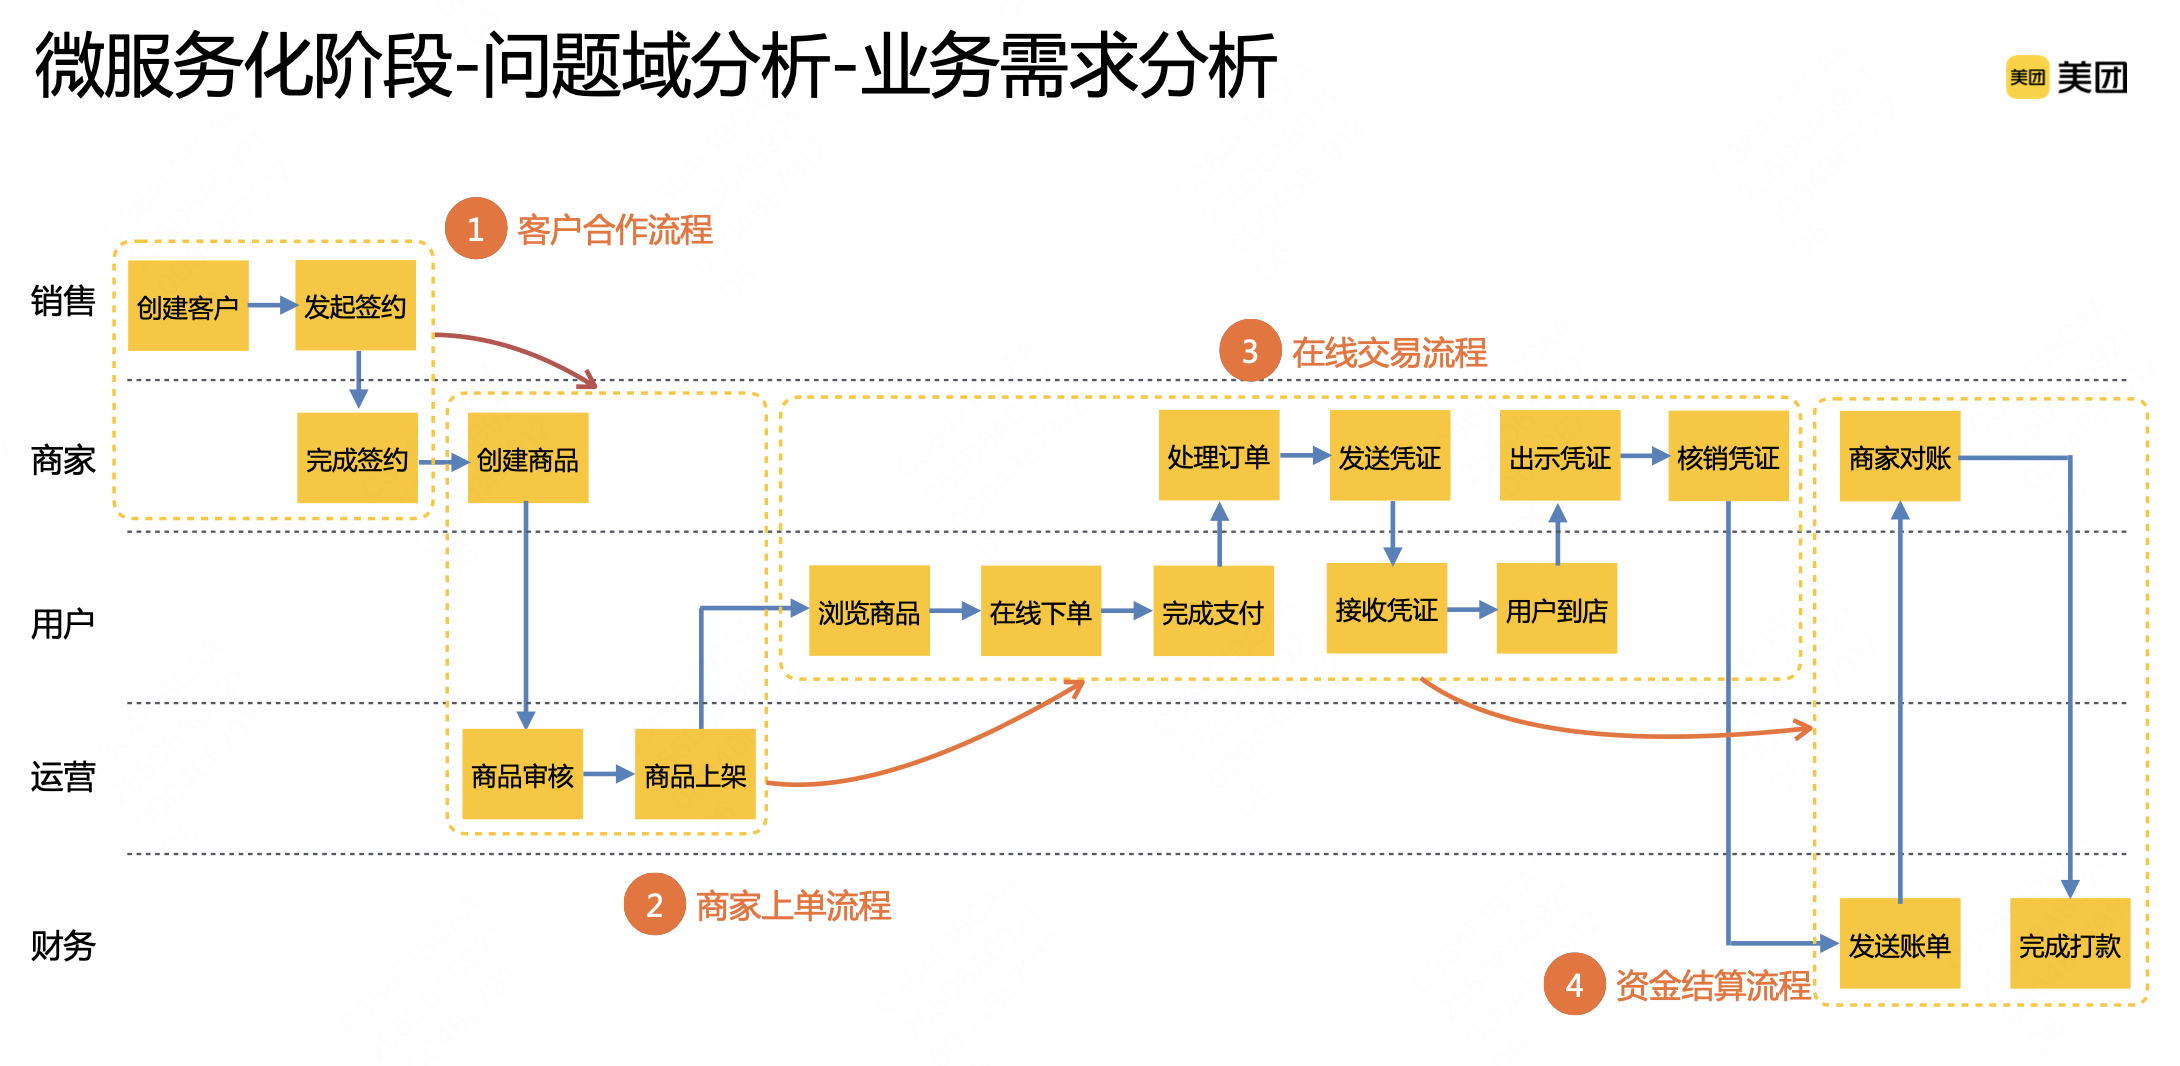 微服务化阶段-问题域分析-业务需求分析
美团 美团
1 客户合作流程
销售
创建客户
发起签约
3 在线交易流程
商家
完成签约
创建商品
处理订单
发送凭证
出示凭证
核销凭证
商家对账
用户
浏览商品
在线下单
完成支付
接收凭证
用户到店
运营
商品审核
商品上架
2 商家上单流程
财务
发送账单
完成打款
4 资金结算流程